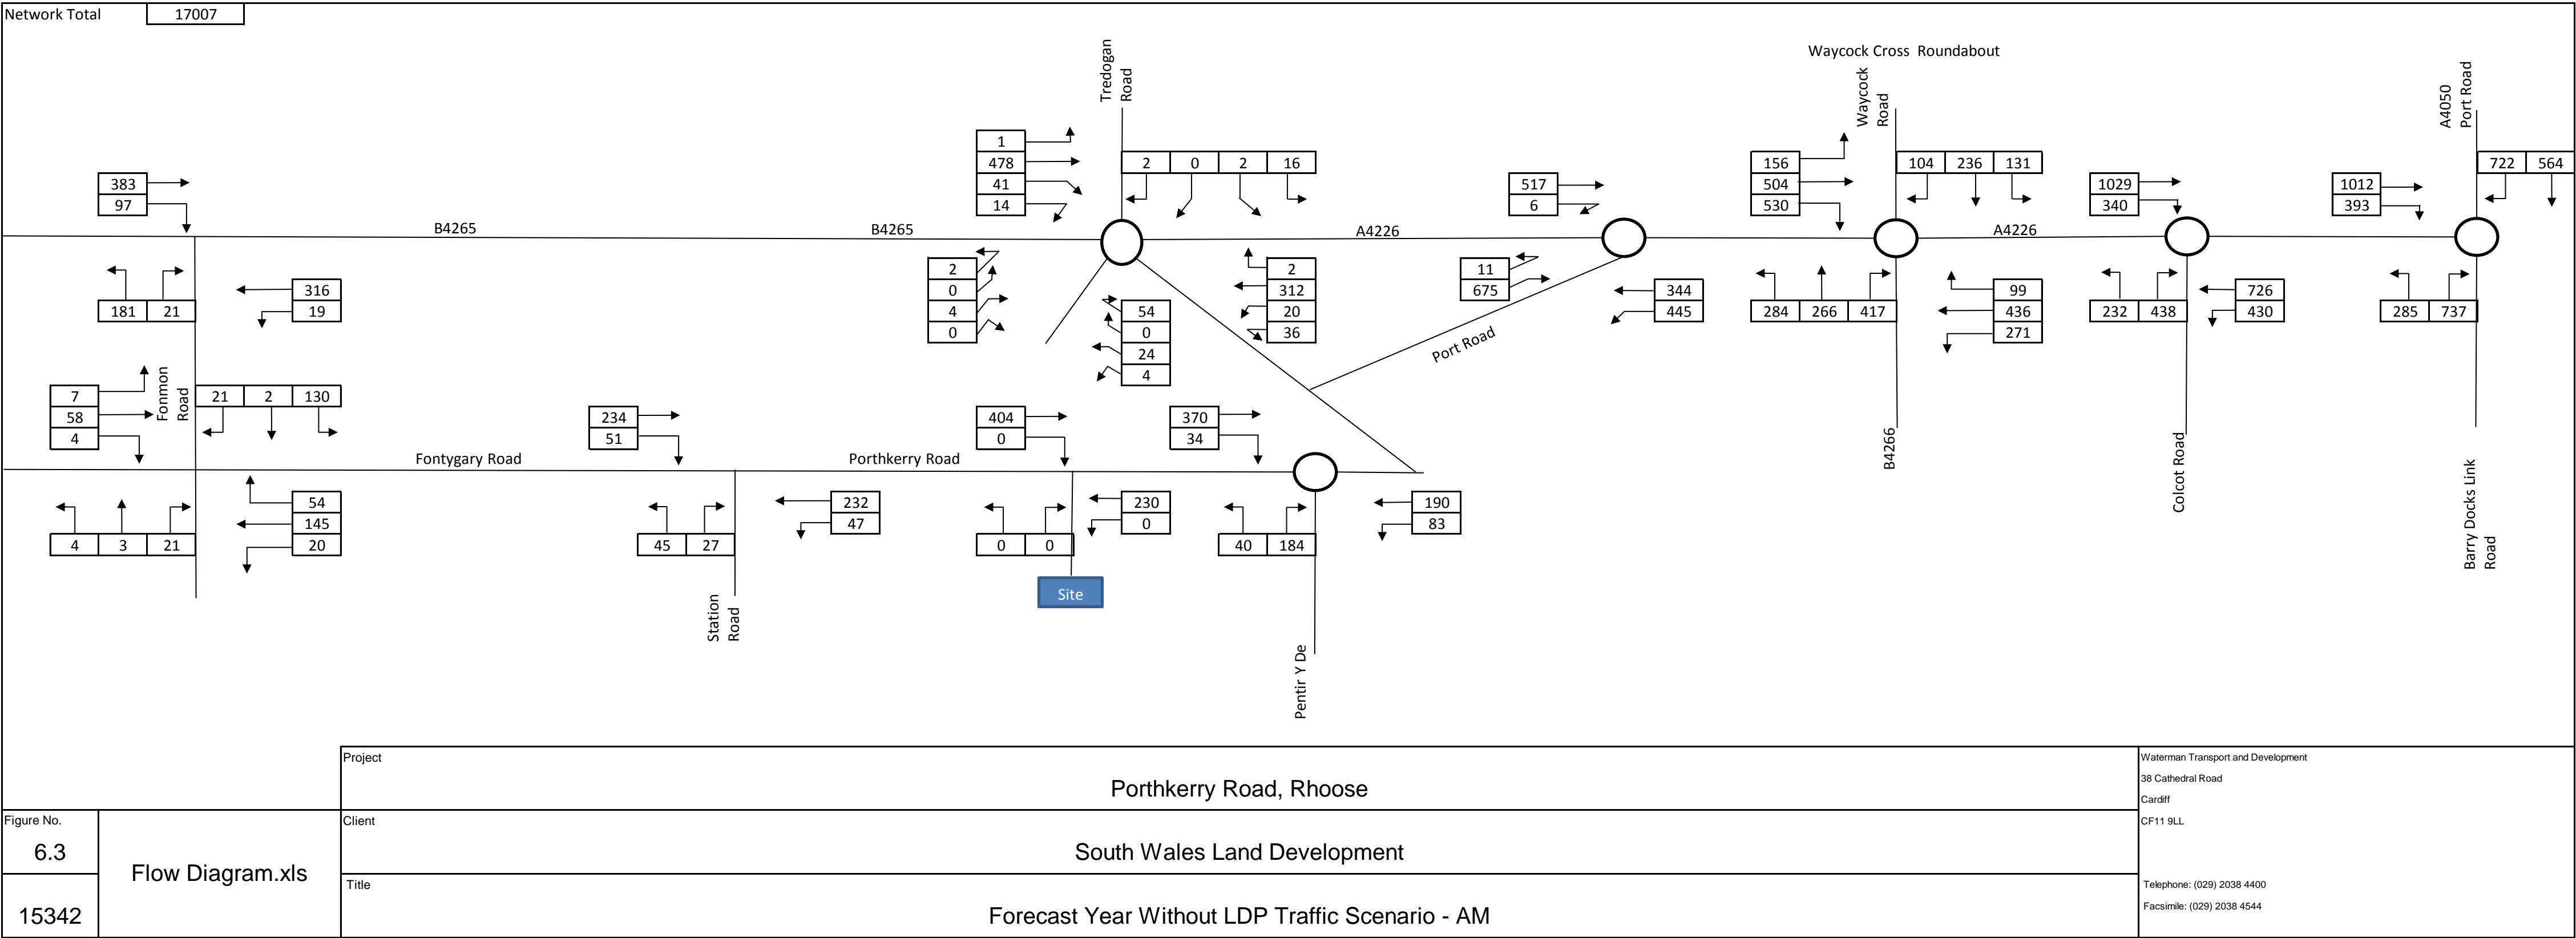 Network Total 17007
Waycock Cross Roundabout
Tredogan
Road
Waycock
Road
A4050
Port Road
1
478
41
14
2 0 2 16
156
504
530
104 236 131
722 564
383
97
517
6
1029
340
1012
393
B4265
B4265
A4226
A4226
2
0
4
0
2
312
20
36
11
675
54
0
24
4
181 21
316
19
344
445
284 266 417
99
436
271
232 438
726
430
285 737
Port Road
7
58
4
Fonmon
Road
21 2 130
234
51
404
0
370
34
B4266
Colcot Road
Barry Docks Link
Road
Fontygary Road
Porthkerry Road
4 3 21
54
145
20
45 27
232
47
0 0
230
0
40 184
190
83
Site
Station
Road
Pentir Y De
Project
Porthkerry Road, Rhoose
Waterman Transport and Development
38 Cathedral Road
Cardiff
CF11 9LL
Figure No.
6.3
Flow Diagram.xls
Client
South Wales Land Development
15342
Title
Forecast Year Without LDP Traffic Scenario - AM
Telephone: (029) 2038 4400
Facsimile: (029) 2038 4544